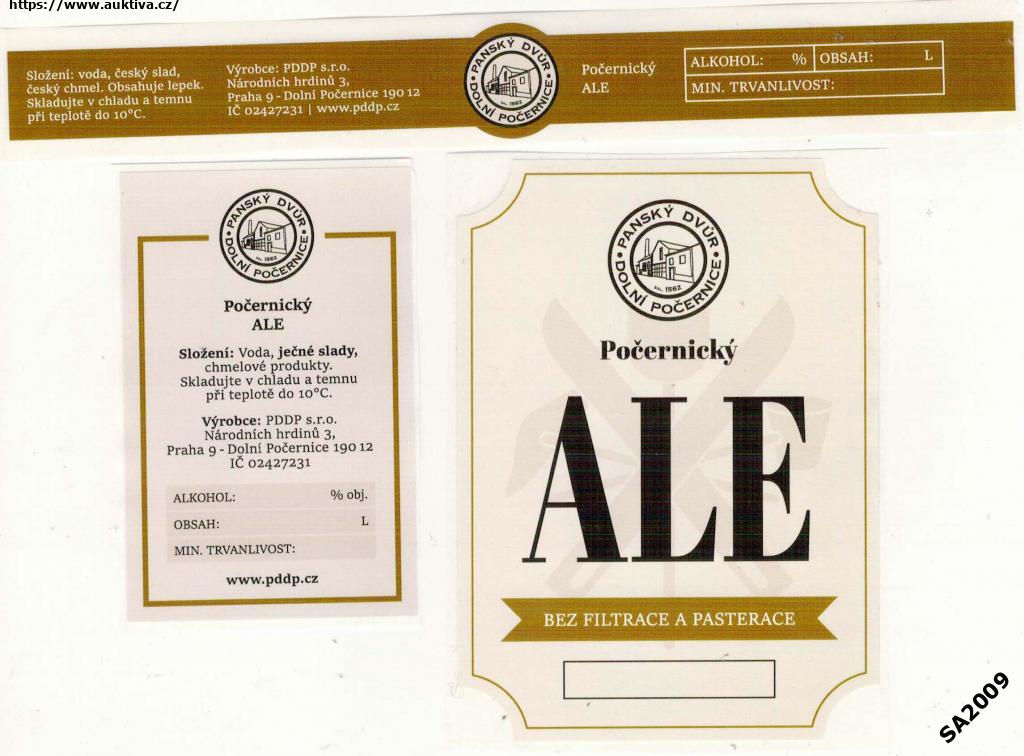 https://www.auktiva.cz/
Složení: voda, český slad,
český chmel. Obsahuje lepek.
Skladujte v chladu a temnu
při teplotě do 10°C.
Výrobce: PDDP s.r.o.
Národních hrdinů 3,
Praha 9 - Dolní Počernice 190 12
IČ 02427231 | www.pddp.cz
PANSKÝ DVŮR
ZAL. 1562
DOLNÍ POČERNICE
Počernický
ALE
ALKOHOL: %
OBSAH: L
MIN. TRVANLIVOST:
PANSKÝ DVŮR
ZAL. 1562
DOLNÍ POČERNICE
Počernický
ALE
Složení: Voda, ječné slady,
chmelové produkty.
Skladujte v chladu a temnu
při teplotě do 10°C.
Výrobce: PDDP s.r.o.
Národních hrdinů 3,
Praha 9 - Dolní Počernice 190 12
IČ 02427231
ALKOHOL: % obj.
OBSAH: L
MIN. TRVANLIVOST:
www.pddp.cz
PANSKÝ DVŮR
ZAL. 1562
DOLNÍ POČERNICE
Počernický
ALE
BEZ FILTRACE A PASTERACE
SA2009